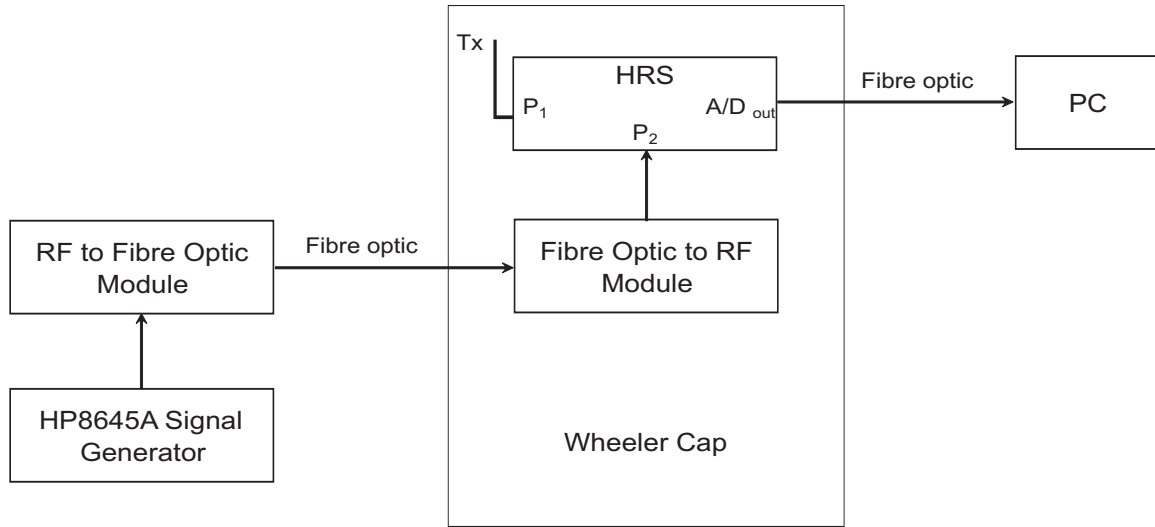 Tx
HRS
P1
A/D out
P2
Fibre optic
PC
RF to Fibre Optic
Module
Fibre optic
Fibre Optic to RF
Module
HP8645A Signal
Generator
Wheeler Cap